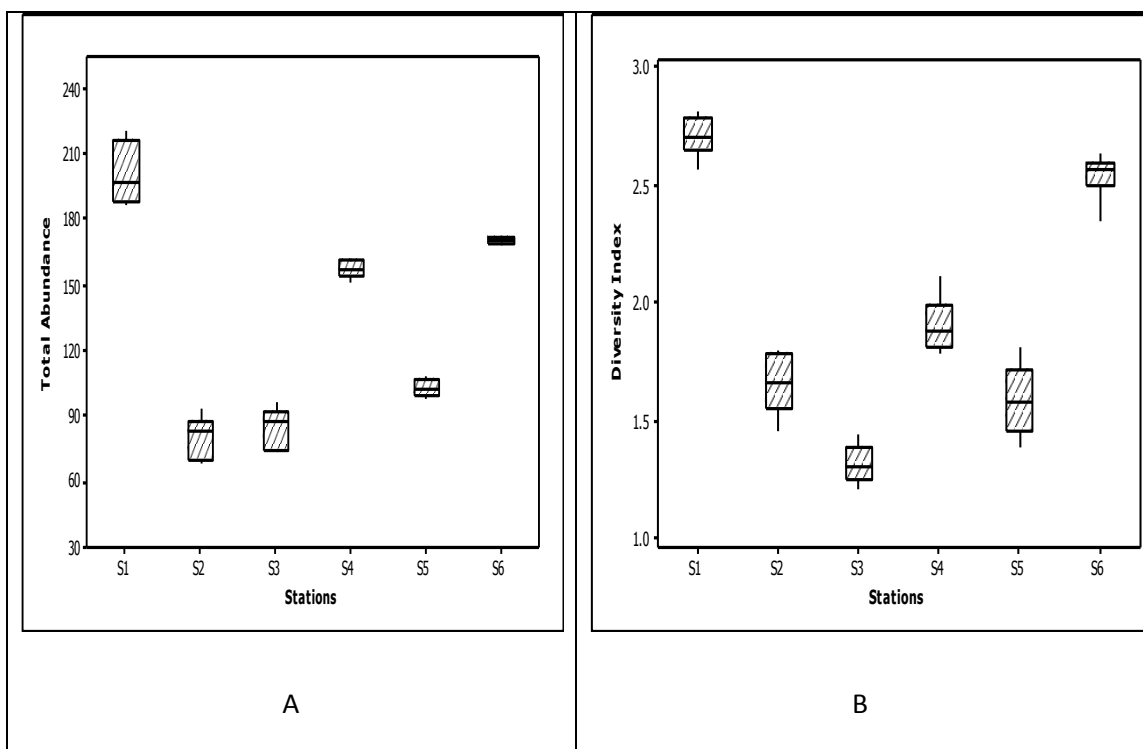 Total Abundance
240
210
180
150
120
90
60
30
S1 S2 S3 S4 S5 S6
Stations
A
Diversity Index
3.0
2.5
2.0
1.5
1.0
S1 S2 S3 S4 S5 S6
Stations
B